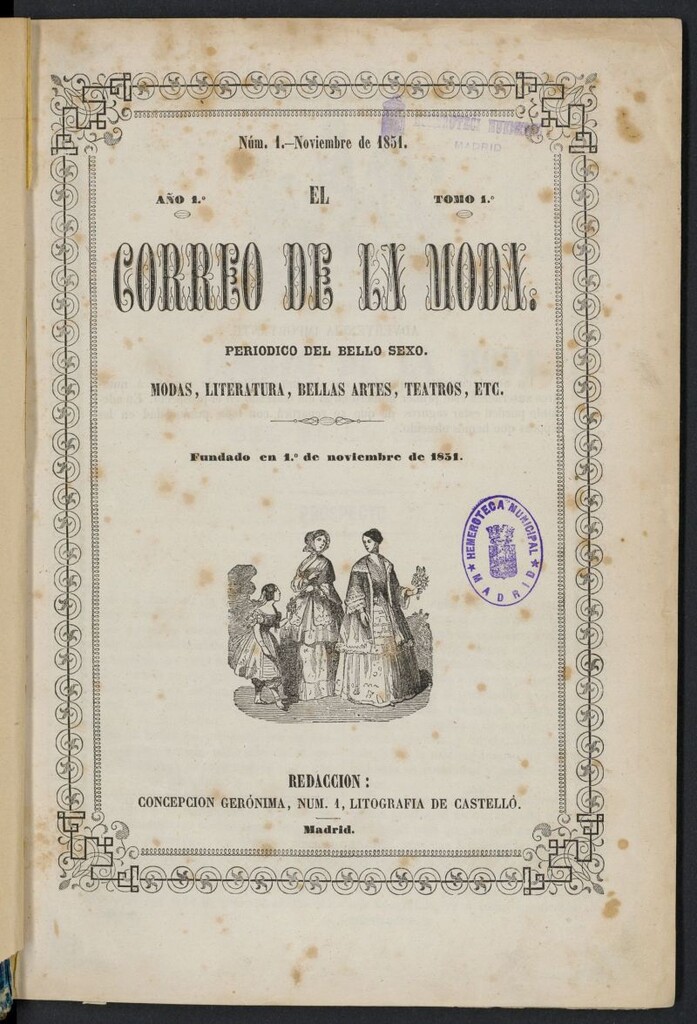 Núm. 1.—Noviembre de 1851.
AÑO 1.º
EL
TOMO 1.º
CORREO DE LA MODA.
PERIODICO DEL BELLO SEXO.
MODAS, LITERATURA, BELLAS ARTES, TEATROS, ETC.
Fundado en 1.º de noviembre de 1851.
HEMEROTECA MUNICIPAL
MADRID
REDACCION:
CONCEPCION GERÓNIMA, NUM. 1, LITOGRAFIA DE CASTELLÓ.
Madrid.
MADRID